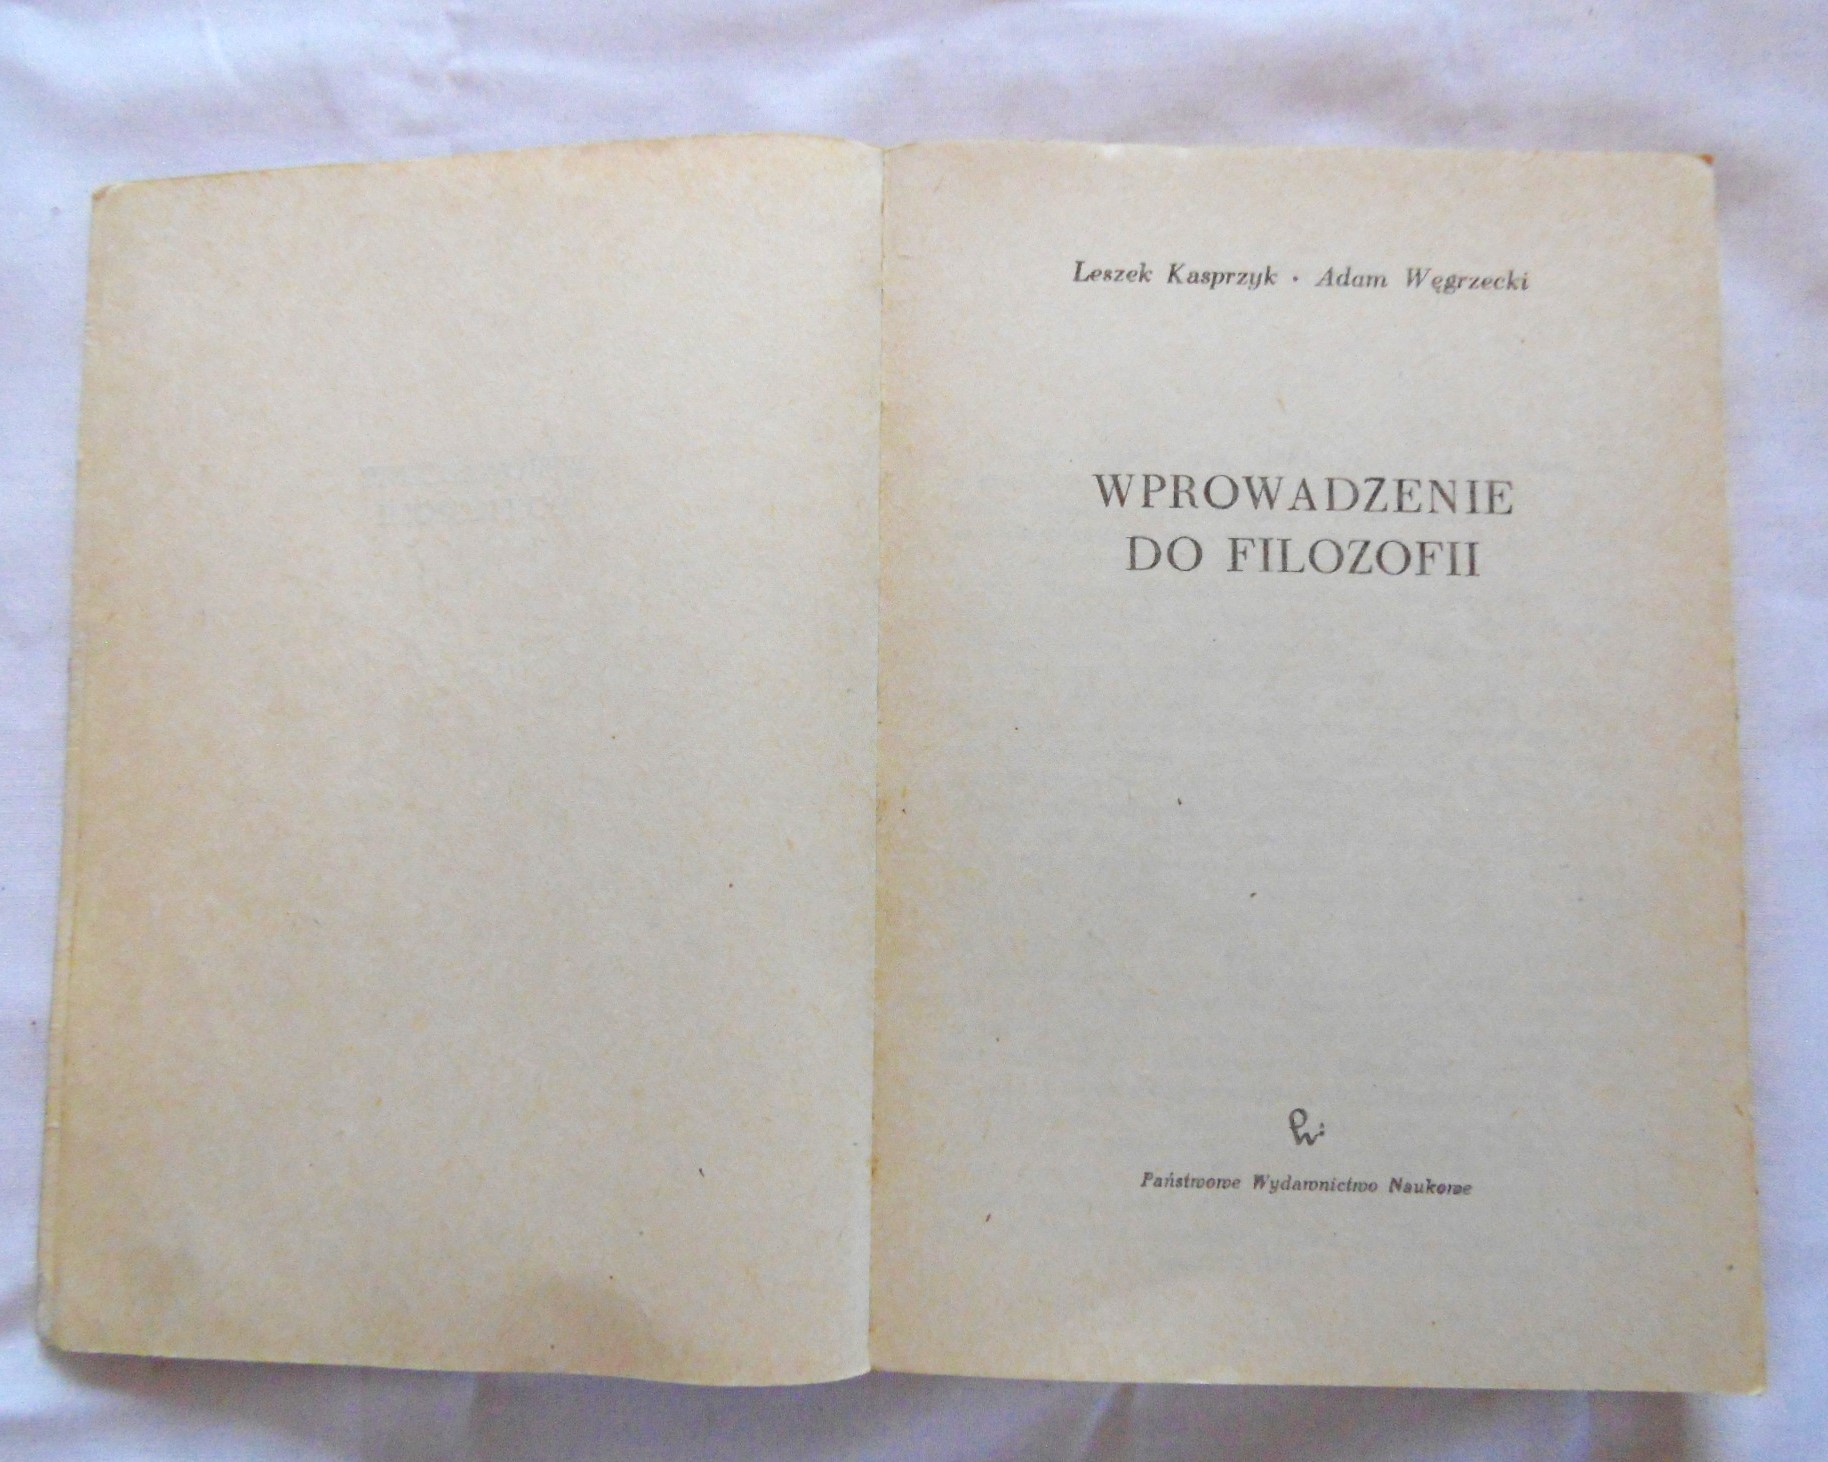 Leszek Kasprzyk · Adam Węgrzecki
WPROWADZENIE
DO FILOZOFII
Państwowe Wydawnictwo Naukowe